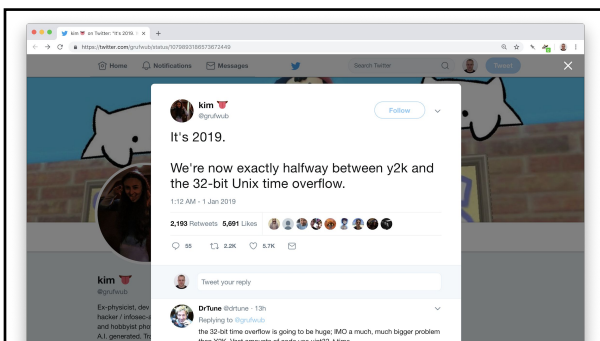 kim on Twitter: "It's 2019.
https://twitter.com/grufwub/status/1079893186573672449
Home Notifications Messages Search Twitter Tweet
kim
@grufwub
Follow
It's 2019.
We're now exactly halfway between y2k and
the 32-bit Unix time overflow.
1:12 AM - 1 Jan 2019
2,193 Retweets 5,691 Likes
55 2.2K 5.7K
Tweet your reply
kim
@grufwub
Ex-physicist, dev
hacker / infosec-a
and hobbyist pho
A.I. generated. Tra
DrTune @drtune · 13h
Replying to @grufwub
the 32-bit time overflow is going to be huge; IMO a much, much bigger problem